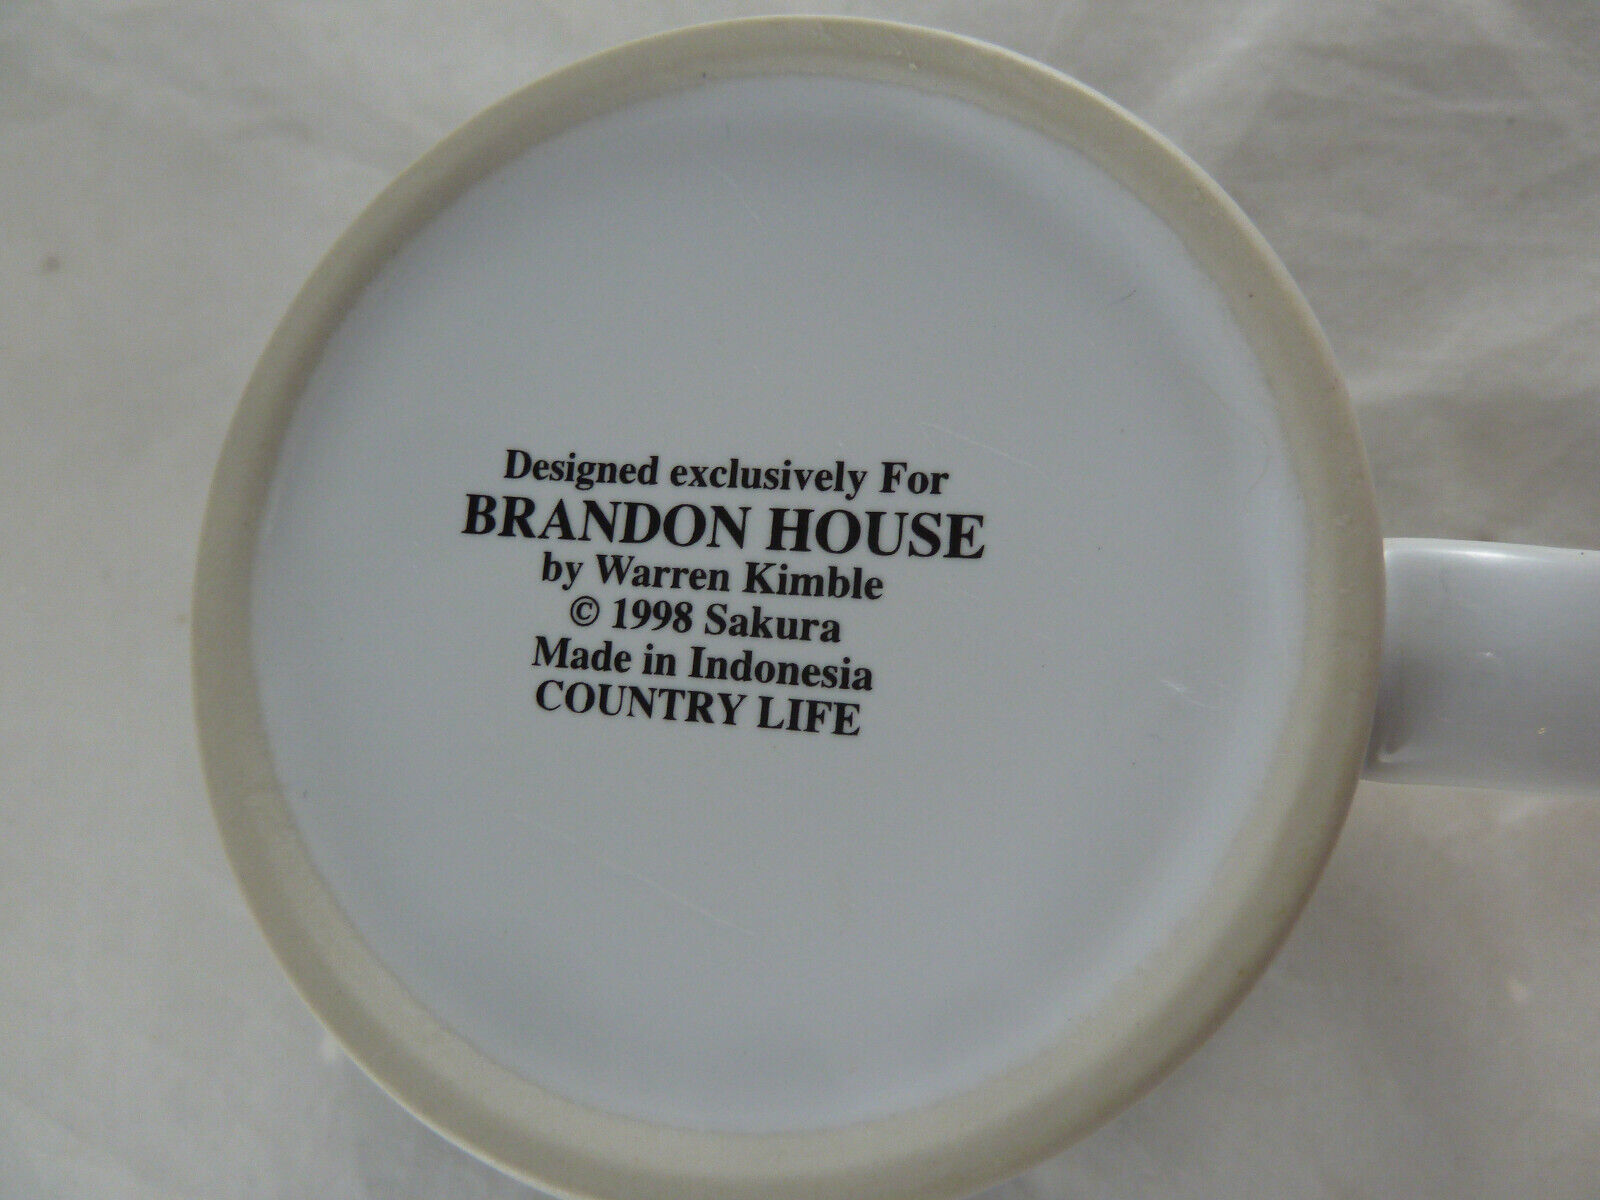 Designed exclusively For
BRANDON HOUSE
by Warren Kimble
© 1998 Sakura
Made in Indonesia
COUNTRY LIFE